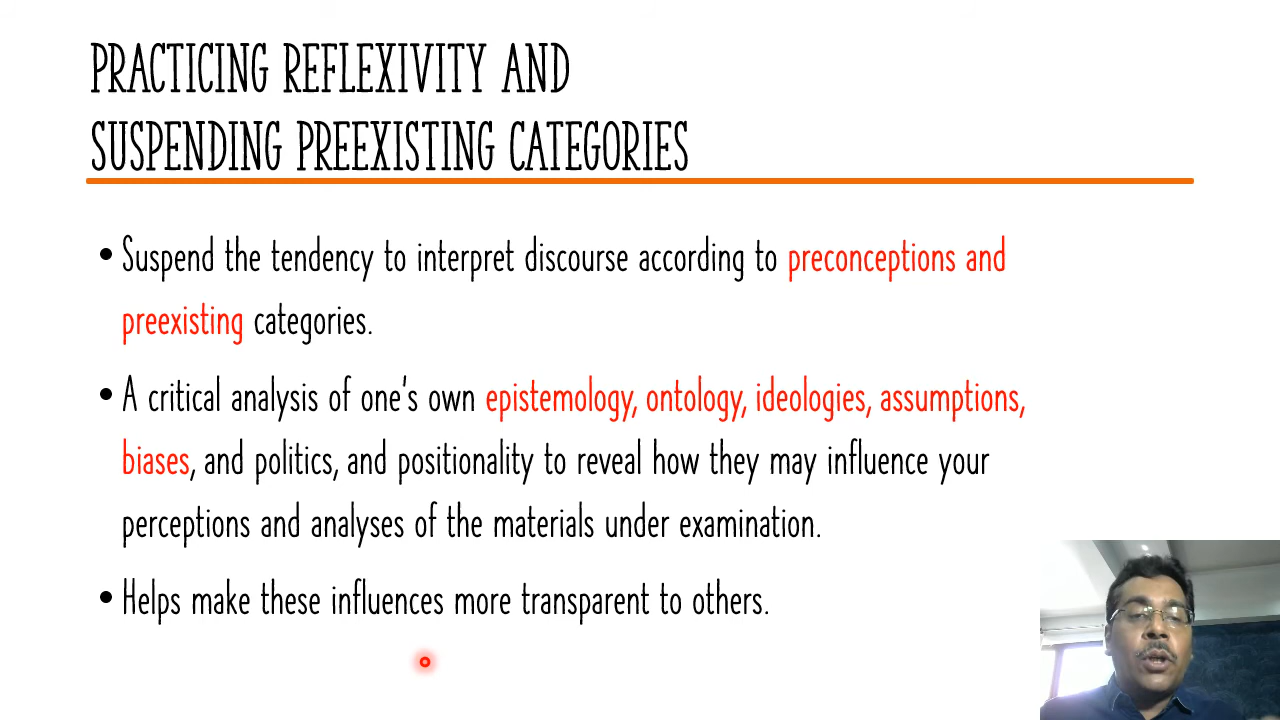 PRACTICING REFLEXIVITY AND
SUSPENDING PREEXISTING CATEGORIES
• Suspend the tendency to interpret discourse according to preconceptions and
preexisting categories.
• A critical analysis of one's own epistemology, ontology, ideologies, assumptions,
biases, and politics, and positionality to reveal how they may influence your
perceptions and analyses of the materials under examination.
• Helps make these influences more transparent to others.